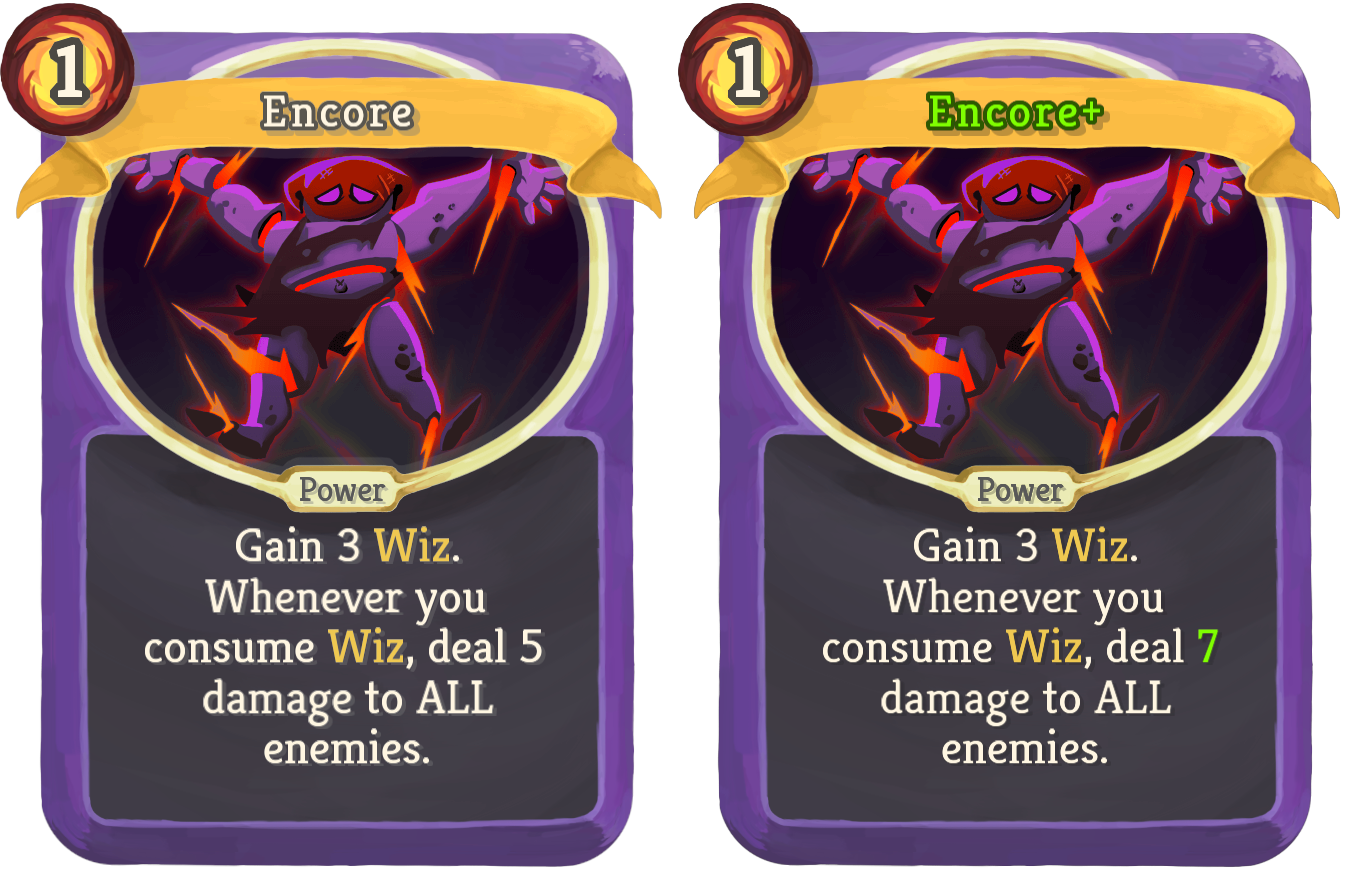 1
Encore
Power
Gain 3 Wiz.
Whenever you
consume Wiz, deal 5
damage to ALL
enemies.
1
Encore+
Power
Gain 3 Wiz.
Whenever you
consume Wiz, deal 7
damage to ALL
enemies.